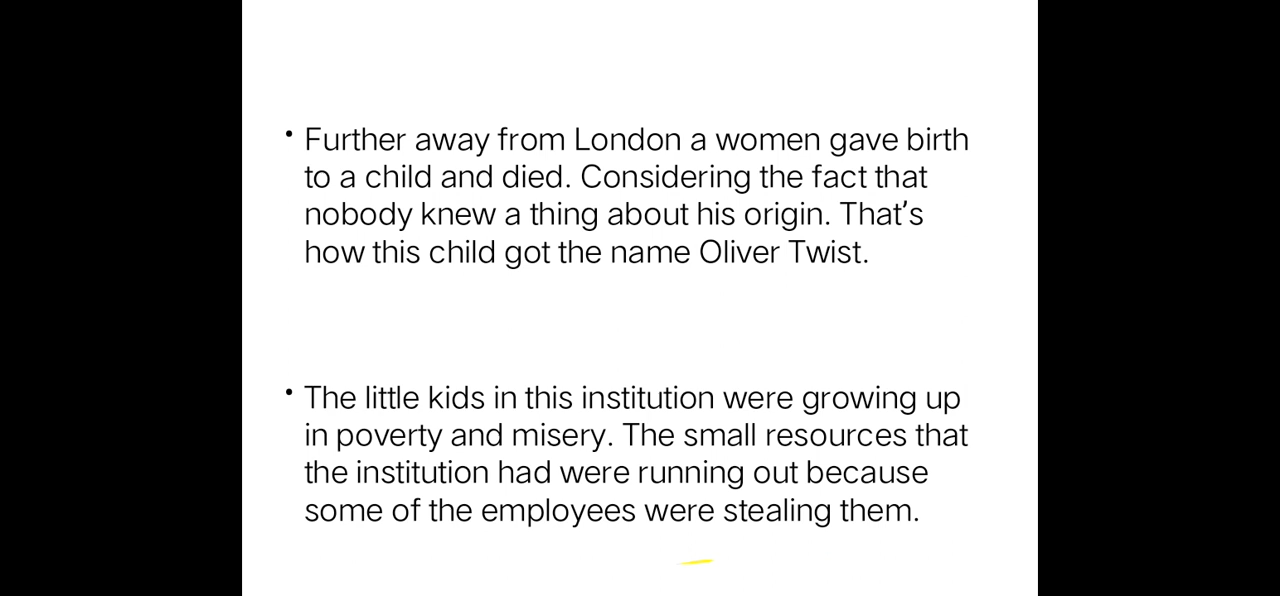 • Further away from London a women gave birth
to a child and died. Considering the fact that
nobody knew a thing about his origin. That’s
how this child got the name Oliver Twist.
• The little kids in this institution were growing up
in poverty and misery. The small resources that
the institution had were running out because
some of the employees were stealing them.